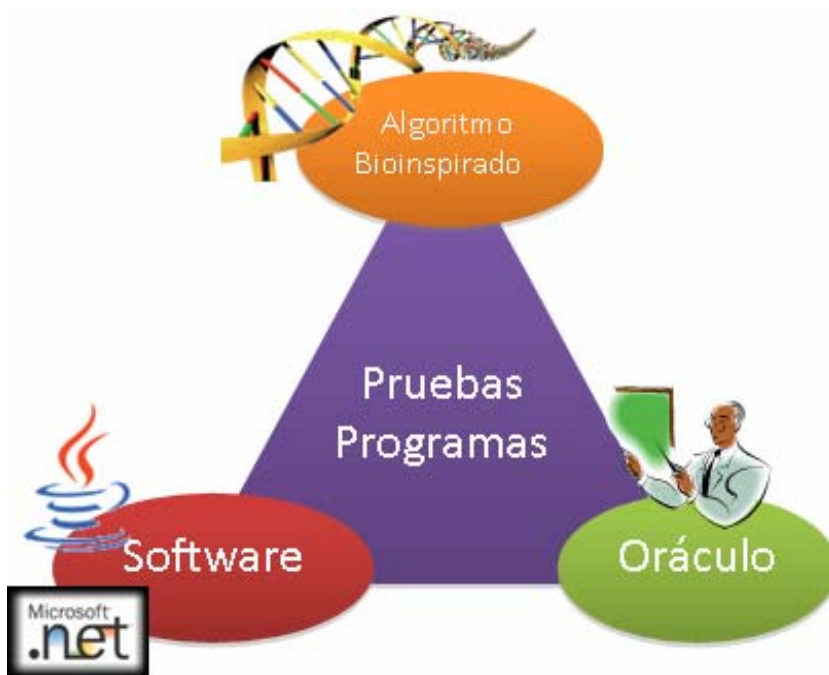 Algoritmo
Bioinspirado
Pruebas
Programas
Software
Oráculo
Microsoft
.net